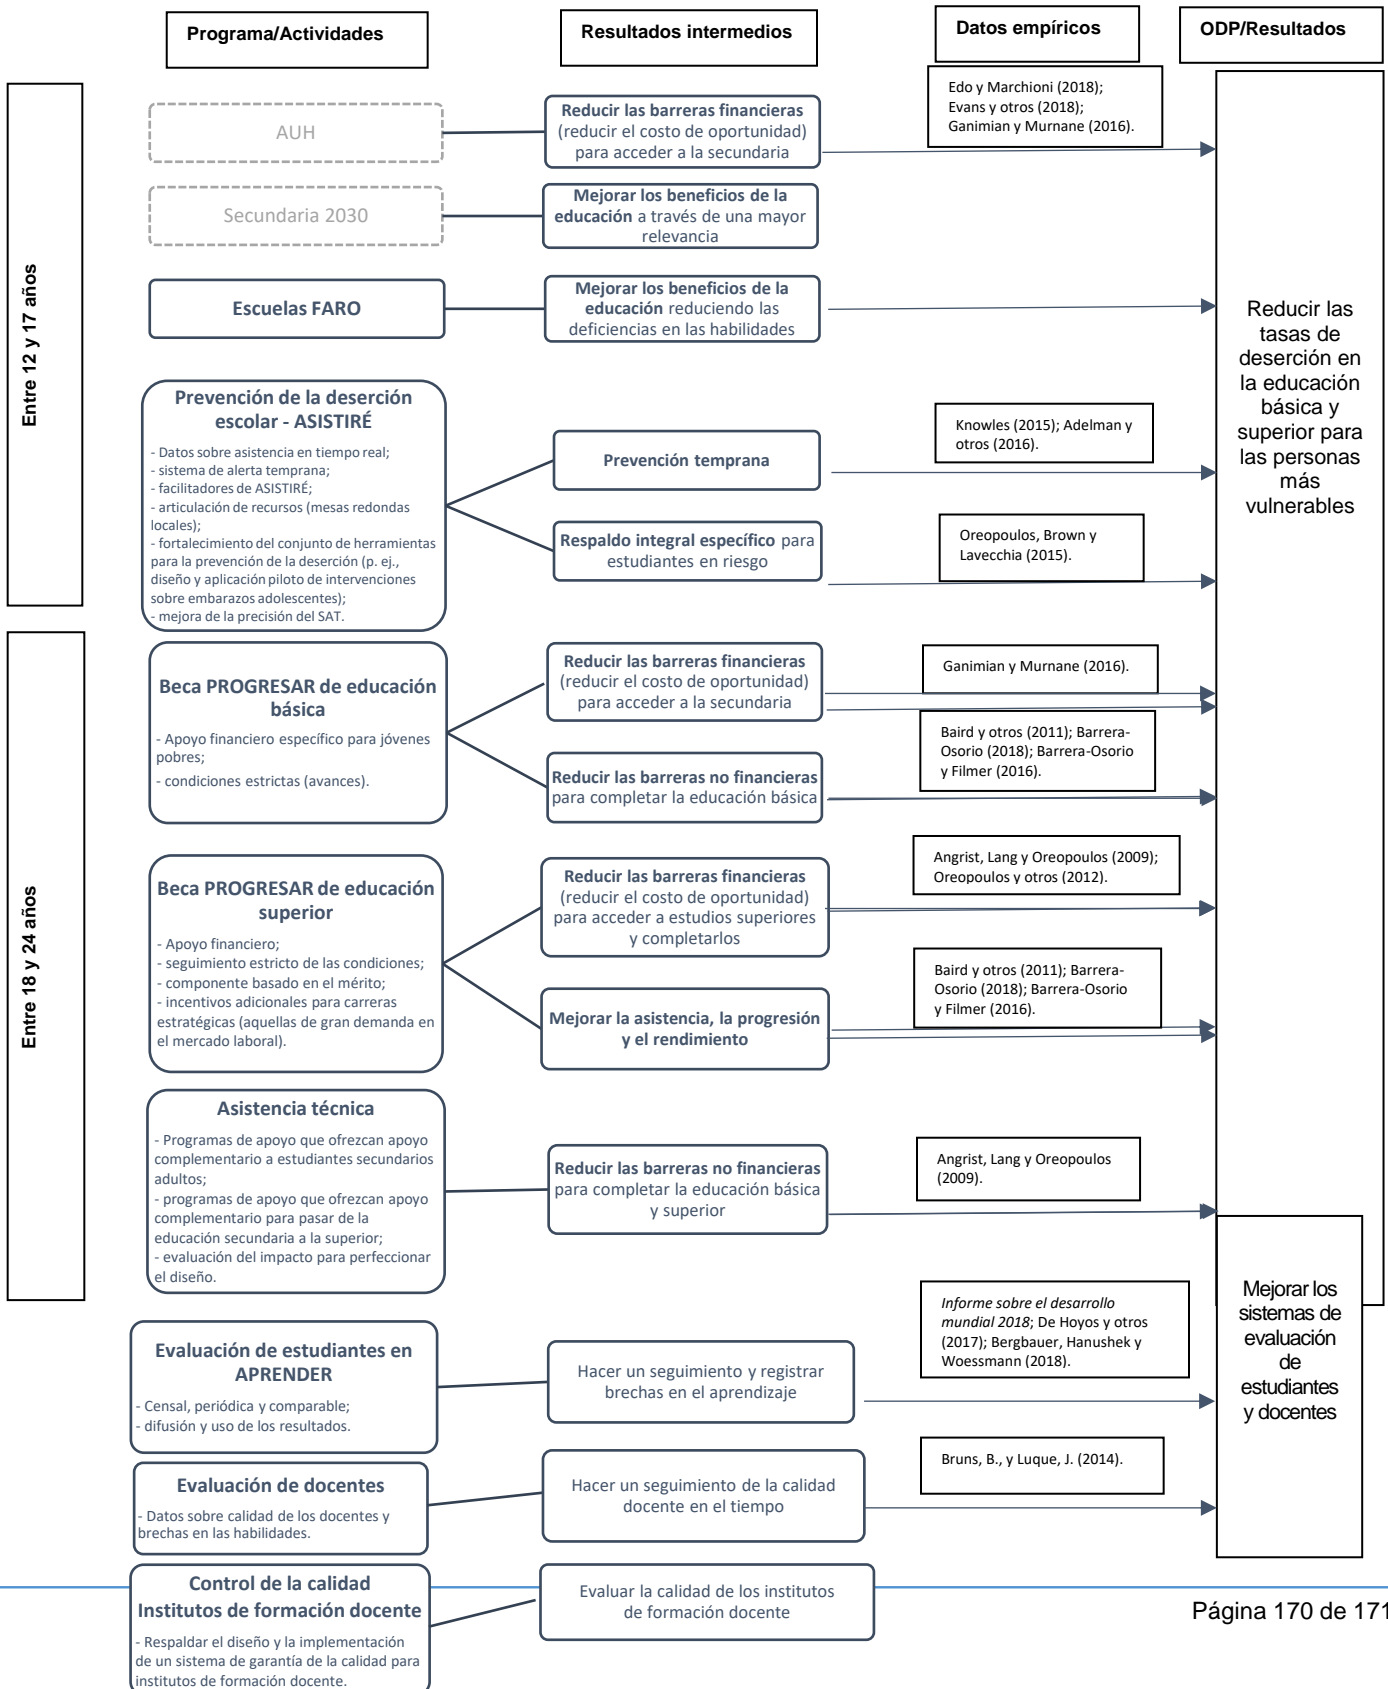 Programa/Actividades
Resultados intermedios
Datos empíricos
ODP/Resultados
Entre 12 y 17 años
AUH
Reducir las barreras financieras
(reducir el costo de oportunidad)
para acceder a la secundaria
Edo y Marchioni (2018);
Evans y otros (2018);
Ganimian y Murnane (2016).
Secundaria 2030
Mejorar los beneficios de la
educación a través de una mayor
relevancia
Escuelas FARO
Mejorar los beneficios de la
educación reduciendo las
deficiencias en las habilidades
Reducir las
tasas de
deserción en
la educación
básica y
superior para
las personas
más
vulnerables
Prevención de la deserción
escolar - ASISTIRÉ
- Datos sobre asistencia en tiempo real;
- sistema de alerta temprana;
- facilitadores de ASISTIRÉ;
- articulación de recursos (mesas redondas
locales);
- fortalecimiento del conjunto de herramientas
para la prevención de la deserción (p. ej.,
diseño y aplicación piloto de intervenciones
sobre embarazos adolescentes);
- mejora de la precisión del SAT.
Prevención temprana
Knowles (2015); Adelman y
otros (2016).
Respaldo integral específico para
estudiantes en riesgo
Oreopoulos, Brown y
Lavecchia (2015).
Entre 18 y 24 años
Beca PROGRESAR de educación
básica
- Apoyo financiero específico para jóvenes
pobres;
- condiciones estrictas (avances).
Reducir las barreras financieras
(reducir el costo de oportunidad)
para acceder a la secundaria
Ganimian y Murnane (2016).
Reducir las barreras no financieras
para completar la educación básica
Baird y otros (2011); Barrera-
Osorio (2018); Barrera-Osorio
y Filmer (2016).
Beca PROGRESAR de educación
superior
- Apoyo financiero;
- seguimiento estricto de las condiciones;
- componente basado en el mérito;
- incentivos adicionales para carreras
estratégicas (aquellas de gran demanda en
el mercado laboral).
Reducir las barreras financieras
(reducir el costo de oportunidad)
para acceder a estudios superiores
y completarlos
Angrist, Lang y Oreopoulos (2009);
Oreopoulos y otros (2012).
Mejorar la asistencia, la progresión
y el rendimiento
Baird y otros (2011); Barrera-
Osorio (2018); Barrera-Osorio
y Filmer (2016).
Asistencia técnica
- Programas de apoyo que ofrezcan apoyo
complementario a estudiantes secundarios
adultos;
- programas de apoyo que ofrezcan apoyo
complementario para pasar de la
educación secundaria a la superior;
- evaluación del impacto para perfeccionar
el diseño.
Reducir las barreras no financieras
para completar la educación básica
y superior
Angrist, Lang y Oreopoulos
(2009).
Evaluación de estudiantes en
APRENDER
- Censal, periódica y comparable;
- difusión y uso de los resultados.
Hacer un seguimiento y registrar
brechas en el aprendizaje
Informe sobre el desarrollo
mundial 2018; De Hoyos y otros
(2017); Bergbauer, Hanushek y
Woessmann (2018).
Mejorar los
sistemas de
evaluación
de
estudiantes
y docentes
Evaluación de docentes
- Datos sobre calidad de los docentes y
brechas en las habilidades.
Hacer un seguimiento de la calidad
docente en el tiempo
Bruns, B., y Luque, J. (2014).
Control de la calidad
Institutos de formación docente
- Respaldar el diseño y la implementación
de un sistema de garantía de la calidad para
institutos de formación docente.
Evaluar la calidad de los institutos
de formación docente
Página 170 de 171